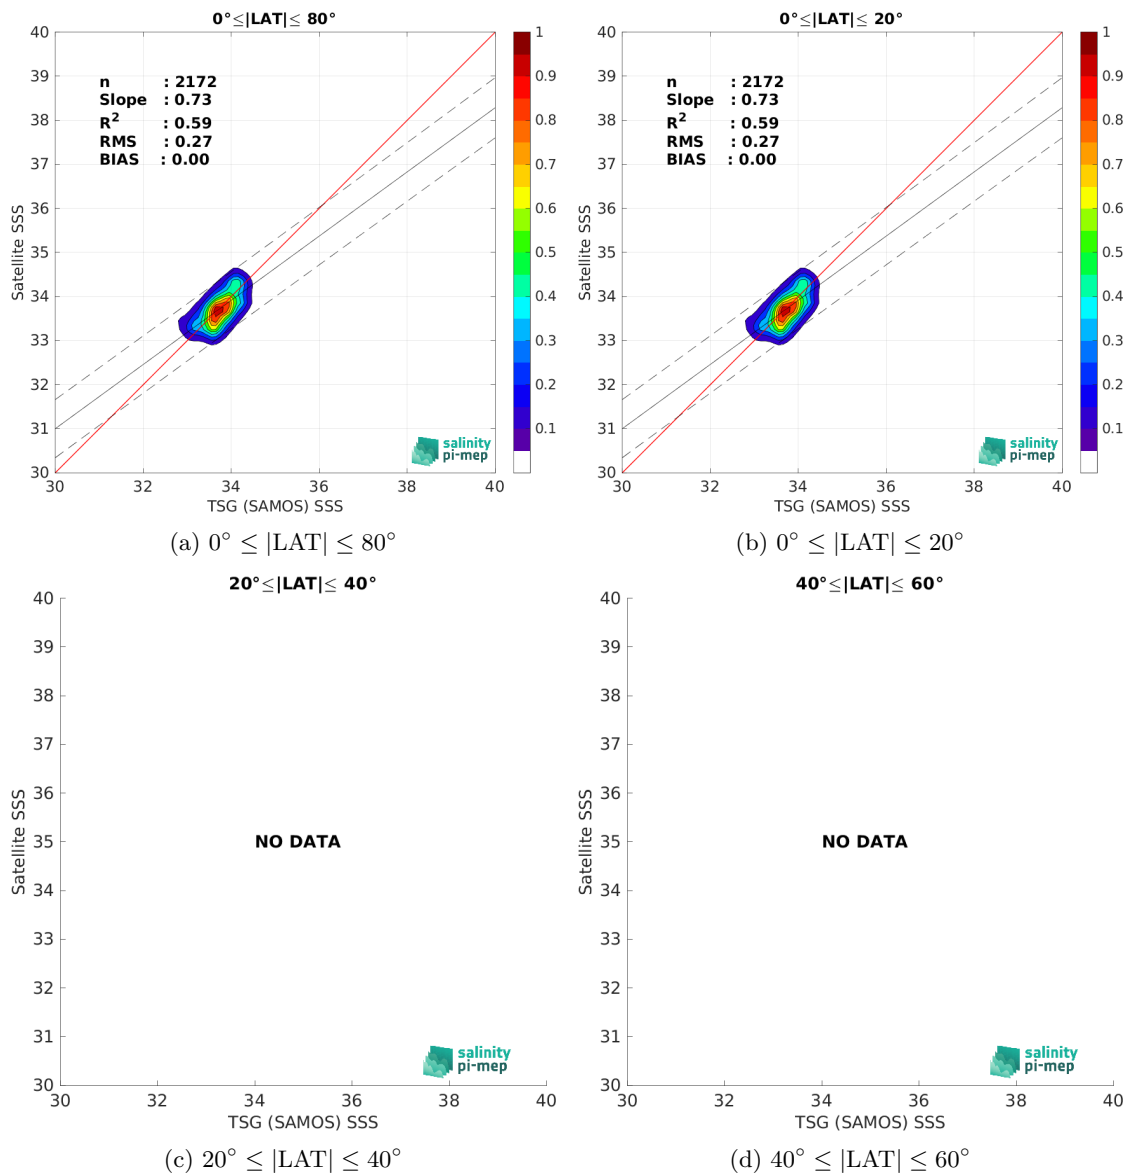 0°≤|LAT|≤ 80°
40
39
38
37
36
35
34
33
32
31
30
Satellite SSS
n : 2172
Slope : 0.73
R² : 0.59
RMS : 0.27
BIAS : 0.00
salinity
pi-mep
30 32 34 36 38 40
TSG (SAMOS) SSS
1
0.9
0.8
0.7
0.6
0.5
0.4
0.3
0.2
0.1
(a) 0° ≤ |LAT| ≤ 80°
0°≤|LAT|≤ 20°
40
39
38
37
36
35
34
33
32
31
30
Satellite SSS
n : 2172
Slope : 0.73
R² : 0.59
RMS : 0.27
BIAS : 0.00
salinity
pi-mep
30 32 34 36 38 40
TSG (SAMOS) SSS
1
0.9
0.8
0.7
0.6
0.5
0.4
0.3
0.2
0.1
(b) 0° ≤ |LAT| ≤ 20°
20°≤|LAT|≤ 40°
40
39
38
37
36
35
34
33
32
31
30
Satellite SSS
NO DATA
salinity
pi-mep
30 32 34 36 38 40
TSG (SAMOS) SSS
(c) 20° ≤ |LAT| ≤ 40°
40°≤|LAT|≤ 60°
40
39
38
37
36
35
34
33
32
31
30
Satellite SSS
NO DATA
salinity
pi-mep
30 32 34 36 38 40
TSG (SAMOS) SSS
(d) 40° ≤ |LAT| ≤ 60°